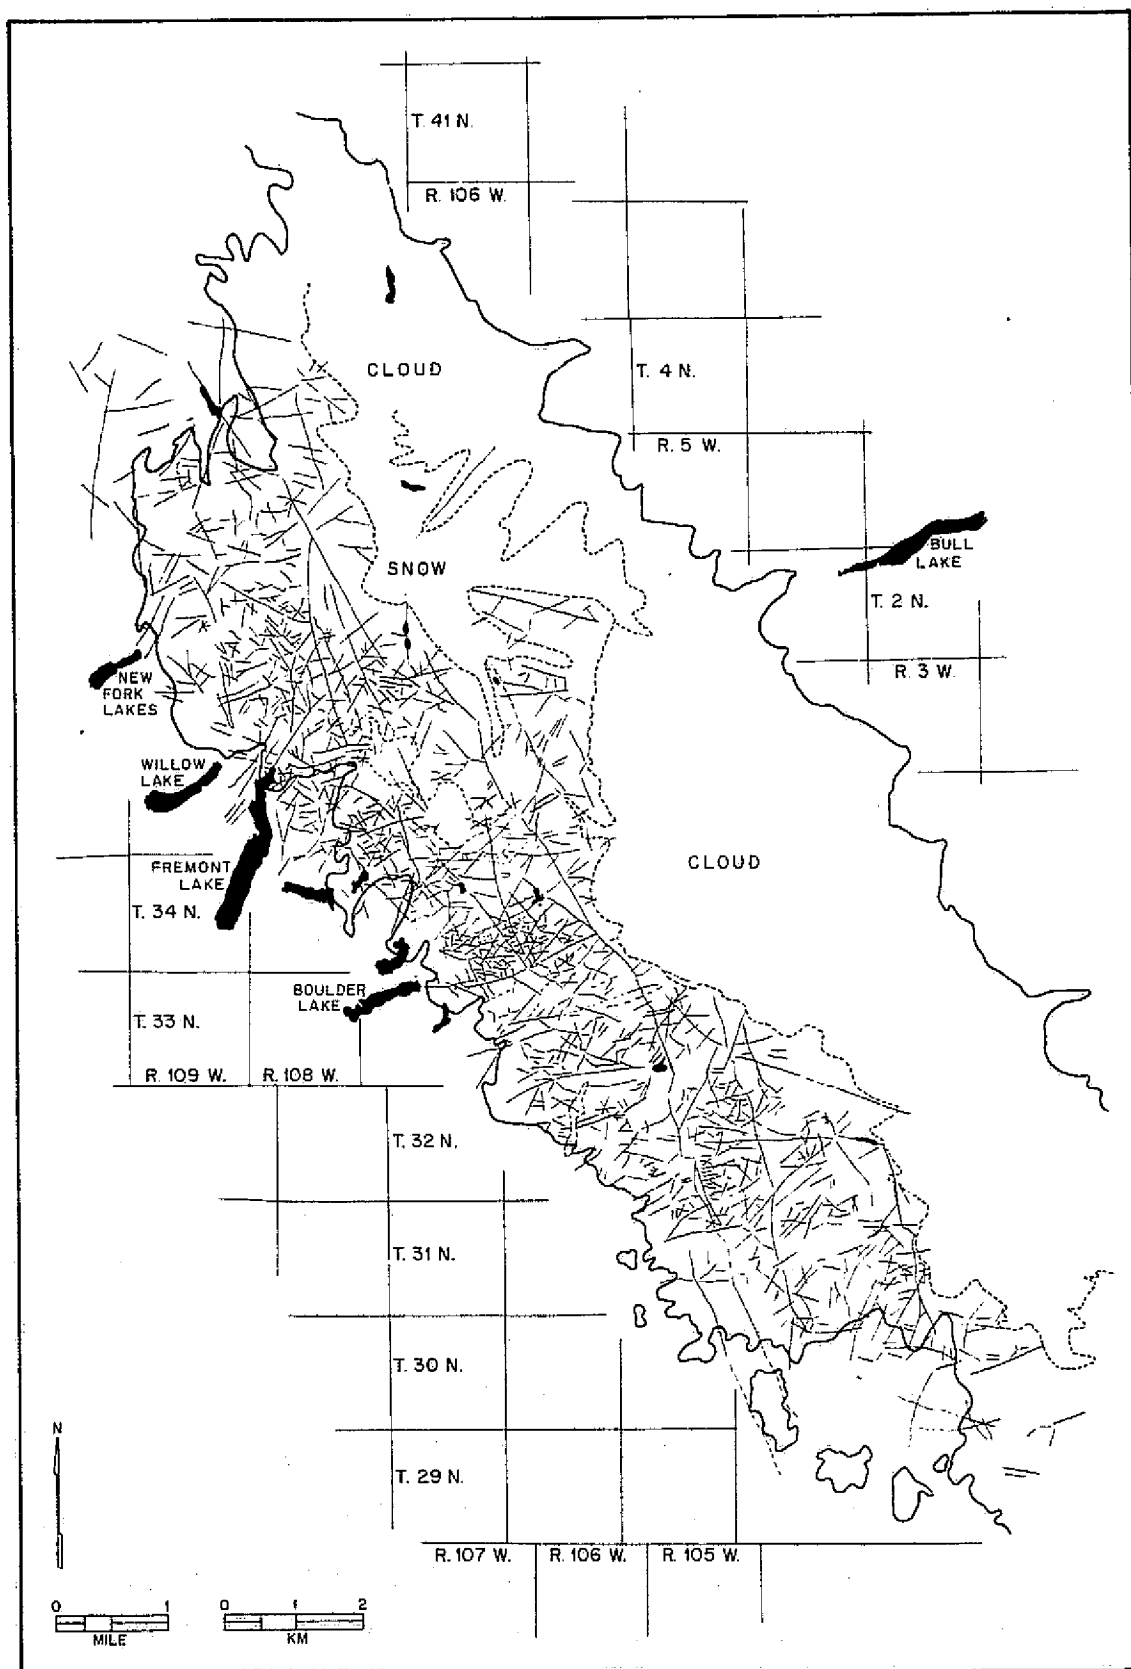 T. 41 N.
R. 106 W.
CLOUD
T. 4 N.
R. 5 W.
BULL
LAKE
SNOW
T. 2 N.
R. 3 W.
NEW
FORK
LAKES
WILLOW
LAKE
CLOUD
FREMONT
LAKE
T. 34 N.
BOULDER
LAKE
T. 33 N.
R. 109 W.
R. 108 W.
T. 32 N.
T. 31 N.
T. 30 N.
N
T. 29 N.
R. 107 W.
R. 106 W.
R. 105 W.
0 1
MILE
0 1 2
KM